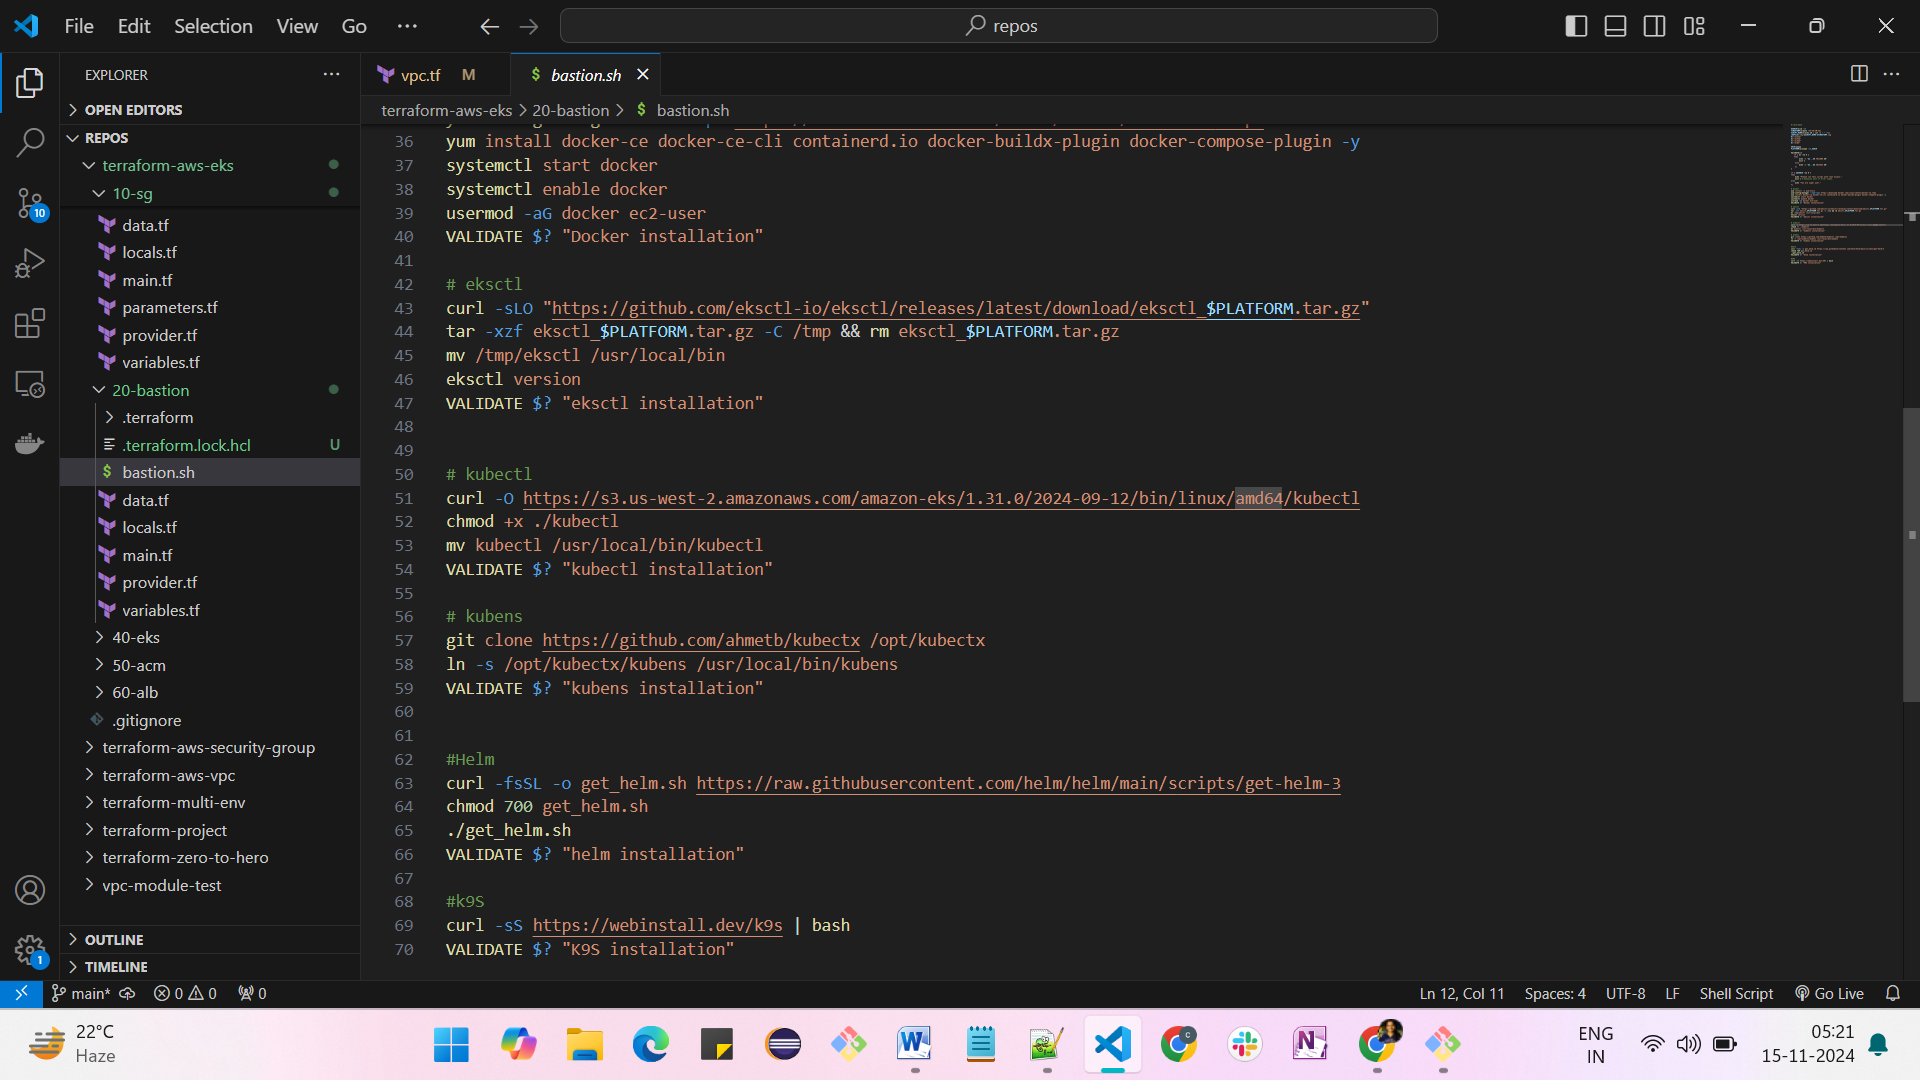 File Edit Selection View Go ··· repos
EXPLORER ···
OPEN EDITORS
REPOS
terraform-aws-eks
10-sg
data.tf
locals.tf
main.tf
parameters.tf
provider.tf
variables.tf
20-bastion
.terraform
.terraform.lock.hcl U
bastion.sh
data.tf
locals.tf
main.tf
provider.tf
variables.tf
40-eks
50-acm
60-alb
.gitignore
terraform-aws-security-group
terraform-aws-vpc
terraform-multi-env
terraform-project
terraform-zero-to-hero
vpc-module-test
OUTLINE
TIMELINE
10
1
vpc.tf M $ bastion.sh
terraform-aws-eks > 20-bastion > $ bastion.sh
36 yum install docker-ce docker-ce-cli containerd.io docker-buildx-plugin docker-compose-plugin -y
37 systemctl start docker
38 systemctl enable docker
39 usermod -aG docker ec2-user
40 VALIDATE $? "Docker installation"
41
42 # eksctl
43 curl -sLO "https://github.com/eksctl-io/eksctl/releases/latest/download/eksctl_$PLATFORM.tar.gz"
44 tar -xzf eksctl_$PLATFORM.tar.gz -C /tmp && rm eksctl_$PLATFORM.tar.gz
45 mv /tmp/eksctl /usr/local/bin
46 eksctl version
47 VALIDATE $? "eksctl installation"
48
49
50 # kubectl
51 curl -O https://s3.us-west-2.amazonaws.com/amazon-eks/1.31.0/2024-09-12/bin/linux/amd64/kubectl
52 chmod +x ./kubectl
53 mv kubectl /usr/local/bin/kubectl
54 VALIDATE $? "kubectl installation"
55
56 # kubens
57 git clone https://github.com/ahmetb/kubectx /opt/kubectx
58 ln -s /opt/kubectx/kubens /usr/local/bin/kubens
59 VALIDATE $? "kubens installation"
60
61
62 #Helm
63 curl -fsSL -o get_helm.sh https://raw.githubusercontent.com/helm/helm/main/scripts/get-helm-3
64 chmod 700 get_helm.sh
65 ./get_helm.sh
66 VALIDATE $? "helm installation"
67
68 #k9S
69 curl -sS https://webinstall.dev/k9s | bash
70 VALIDATE $? "K9S installation"
main* 0 0 0 Ln 12, Col 11 Spaces: 4 UTF-8 LF Shell Script Go Live
22°C
Haze
ENG
IN
05:21
15-11-2024